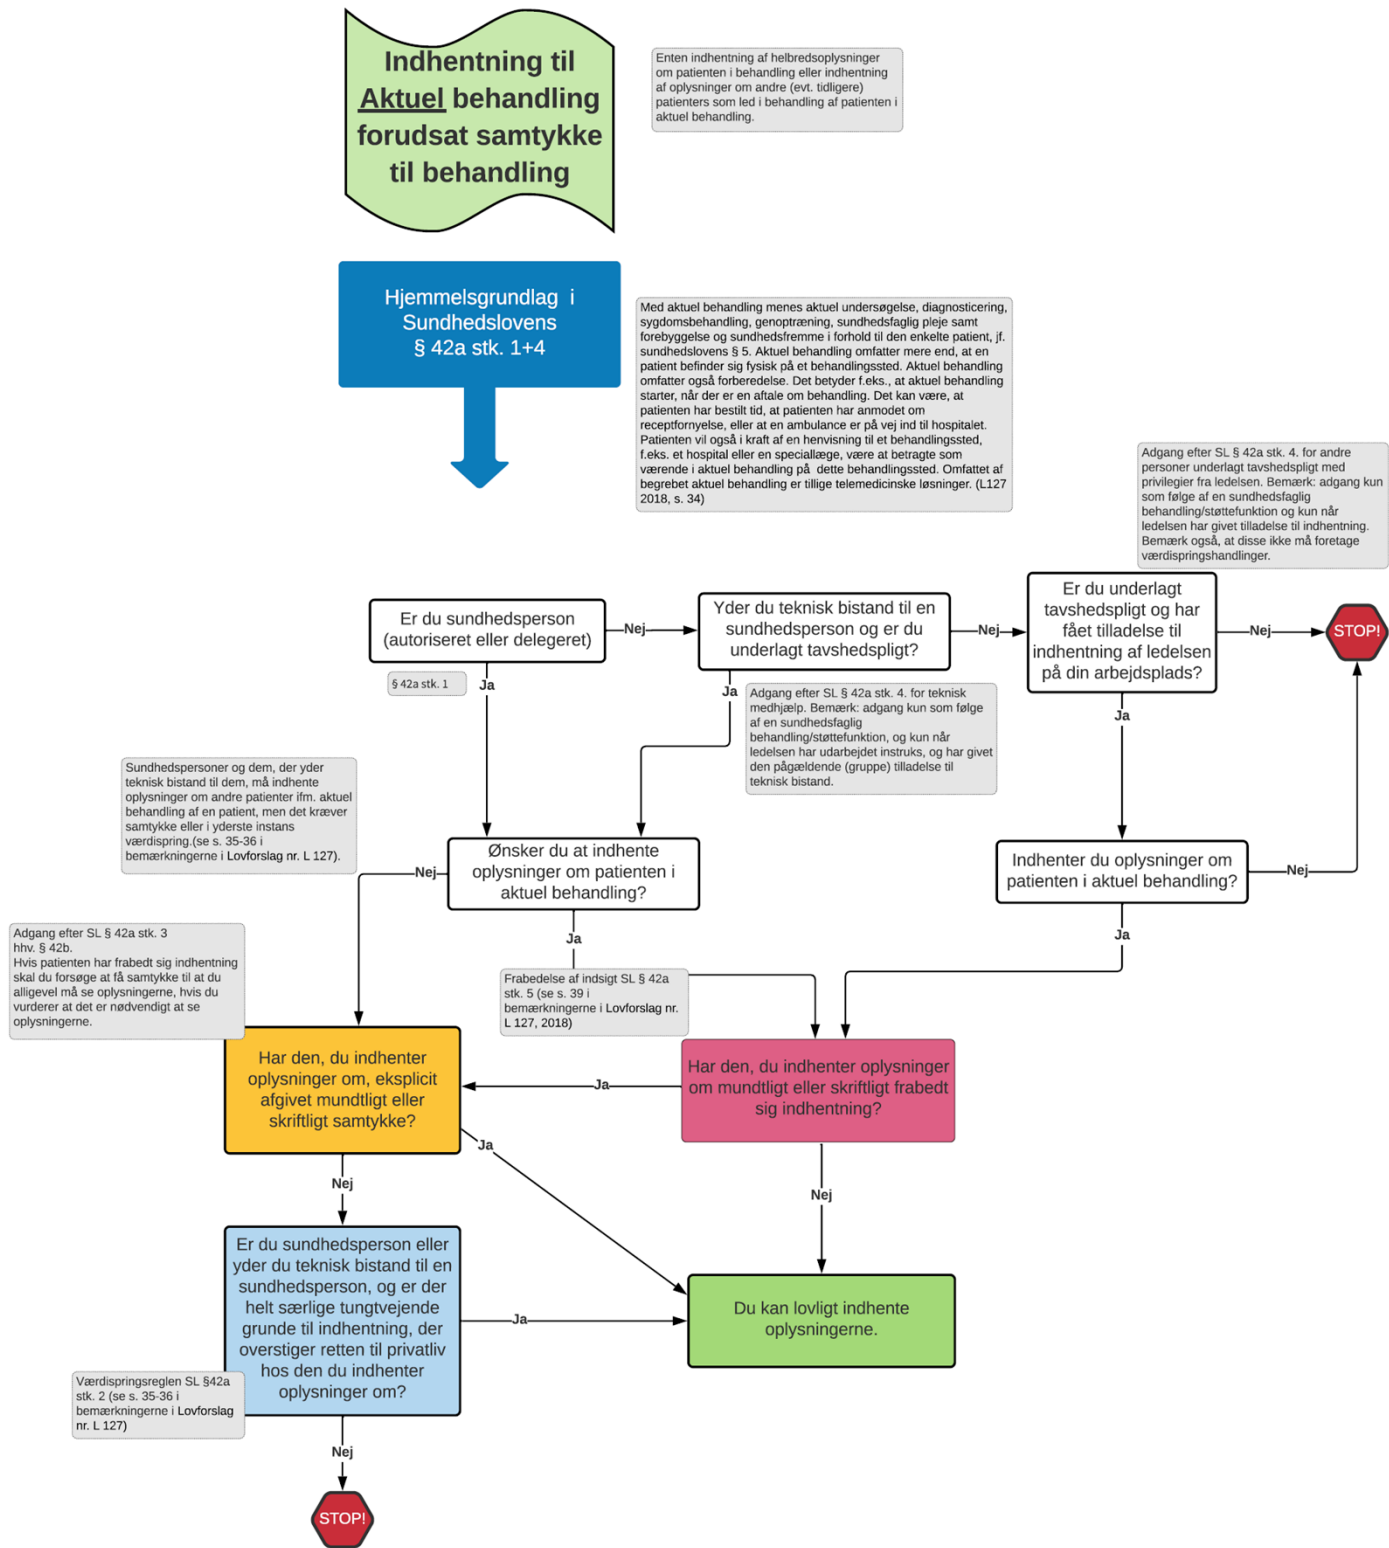 Indhentning til
Aktuel behandling
forudsat samtykke
til behandling
Enten indhentning af helbredsoplysninger
om patienten i behandling eller indhentning
af oplysninger om andre (evt. tidligere)
patienters som led i behandling af patienten i
aktuel behandling.
Hjemmelsgrundlag i
Sundhedslovens
§ 42a stk. 1+4
Med aktuel behandling menes aktuel undersøgelse, diagnosticering,
sygdomsbehandling, genoptræning, sundhedsfaglig pleje samt
forebyggelse og sundhedsfremme i forhold til den enkelte patient, jf.
sundhedslovens § 5. Aktuel behandling omfatter mere end, at en
patient befinder sig fysisk på et behandlingssted. Aktuel behandling
omfatter også forberedelse. Det betyder f.eks., at aktuel behandling
starter, når der er en aftale om behandling. Det kan være, at
patienten har bestilt tid, at patienten har anmodet om
receptfornyelse, eller at en ambulance er på vej ind til hospitalet.
Patienten vil også i kraft af en henvisning til et behandlingssted,
f.eks. et hospital eller en speciallæge, være at betragte som
værende i aktuel behandling på dette behandlingssted. Omfattet af
begrebet aktuel behandling er tillige telemedicinske løsninger. (L127
2018, s. 34)
Adgang efter SL § 42a stk. 4. for andre
personer underlagt tavshedspligt med
privilegier fra ledelsen. Bemærk: adgang kun
som følge af en sundhedsfaglig
behandling/støttefunktion og kun når
ledelsen har givet tilladelse til indhentning.
Bemærk også, at disse ikke må foretage
værdispringshandlinger.
Er du sundhedsperson
(autoriseret eller delegeret)
Nej
Yder du teknisk bistand til en
sundhedsperson og er du
underlagt tavshedspligt?
Nej
Er du underlagt
tavshedspligt og har
fået tilladelse til
indhentning af ledelsen
på din arbejdsplads?
Nej
STOP!
§ 42a stk. 1
Ja
Ja
Adgang efter SL § 42a stk. 4. for teknisk
medhjælp. Bemærk: adgang kun som følge
af en sundhedsfaglig
behandling/støttefunktion, og kun når
ledelsen har udarbejdet instruks, og har givet
den pågældende (gruppe) tilladelse til
teknisk bistand.
Ja
Sundhedspersoner og dem, der yder
teknisk bistand til dem, må indhente
oplysninger om andre patienter ifm. aktuel
behandling af en patient, men det kræver
samtykke eller i yderste instans
værdispring.(se s. 35-36 i
bemærkningerne i Lovforslag nr. L 127).
Nej
Ønsker du at indhente
oplysninger om patienten i
aktuel behandling?
Indhenter du oplysninger om
patienten i aktuel behandling?
Nej
Ja
Ja
Adgang efter SL § 42a stk. 3
hhv. § 42b.
Hvis patienten har frabedt sig indhentning
skal du forsøge at få samtykke til at du
alligevel må se oplysningerne, hvis du
vurderer at det er nødvendigt at se
oplysningerne.
Frabedelse af indsigt SL § 42a
stk. 5 (se s. 39 i
bemærkningerne i Lovforslag nr.
L 127, 2018)
Har den, du indhenter
oplysninger om, eksplicit
afgivet mundtligt eller
skriftligt samtykke?
Ja
Har den, du indhenter oplysninger
om mundtligt eller skriftligt frabedt
sig indhentning?
Ja
Nej
Nej
Er du sundhedsperson eller
yder du teknisk bistand til en
sundhedsperson, og er der
helt særlige tungtvejende
grunde til indhentning, der
overstiger retten til privatliv
hos den du indhenter
oplysninger om?
Ja
Du kan lovligt indhente
oplysningerne.
Værdispringsreglen SL §42a
stk. 2 (se s. 35-36 i
bemærkningerne i Lovforslag
nr. L 127)
Nej
STOP!